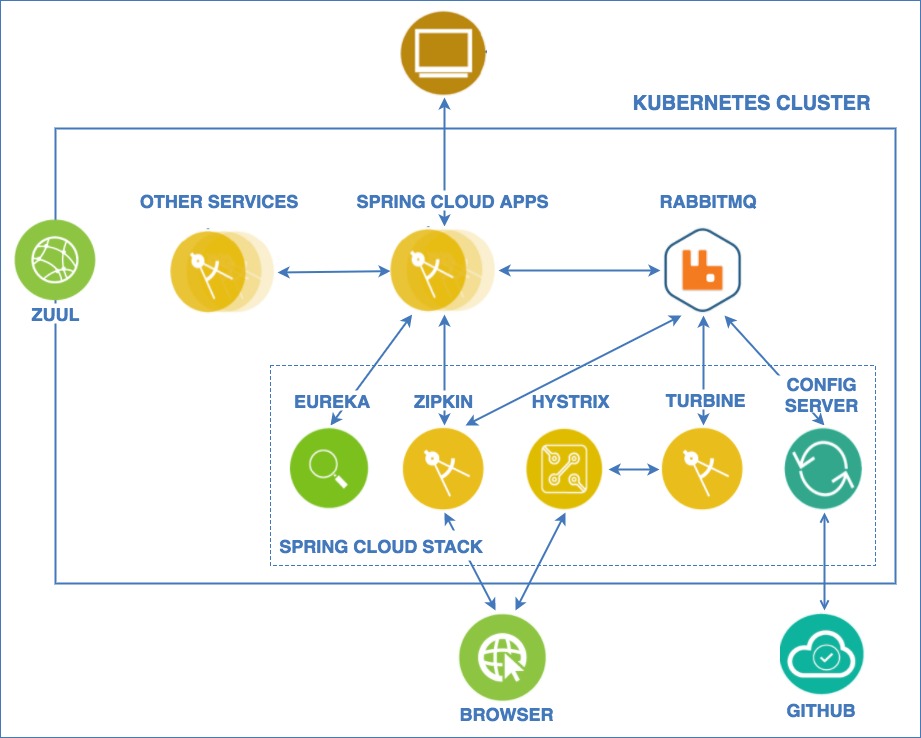 KUBERNETES CLUSTER
OTHER SERVICES
SPRING CLOUD APPS
RABBITMQ
ZUUL
EUREKA
ZIPKIN
HYSTRIX
TURBINE
CONFIG
SERVER
SPRING CLOUD STACK
BROWSER
GITHUB